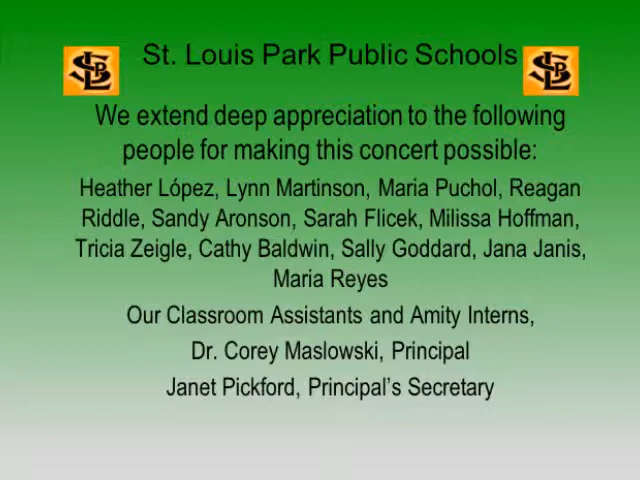 St. Louis Park Public Schools
We extend deep appreciation to the following
people for making this concert possible:
Heather López, Lynn Martinson, Maria Puchol, Reagan
Riddle, Sandy Aronson, Sarah Flicek, Milissa Hoffman,
Tricia Zeigle, Cathy Baldwin, Sally Goddard, Jana Janis,
Maria Reyes
Our Classroom Assistants and Amity Interns,
Dr. Corey Maslowski, Principal
Janet Pickford, Principal’s Secretary